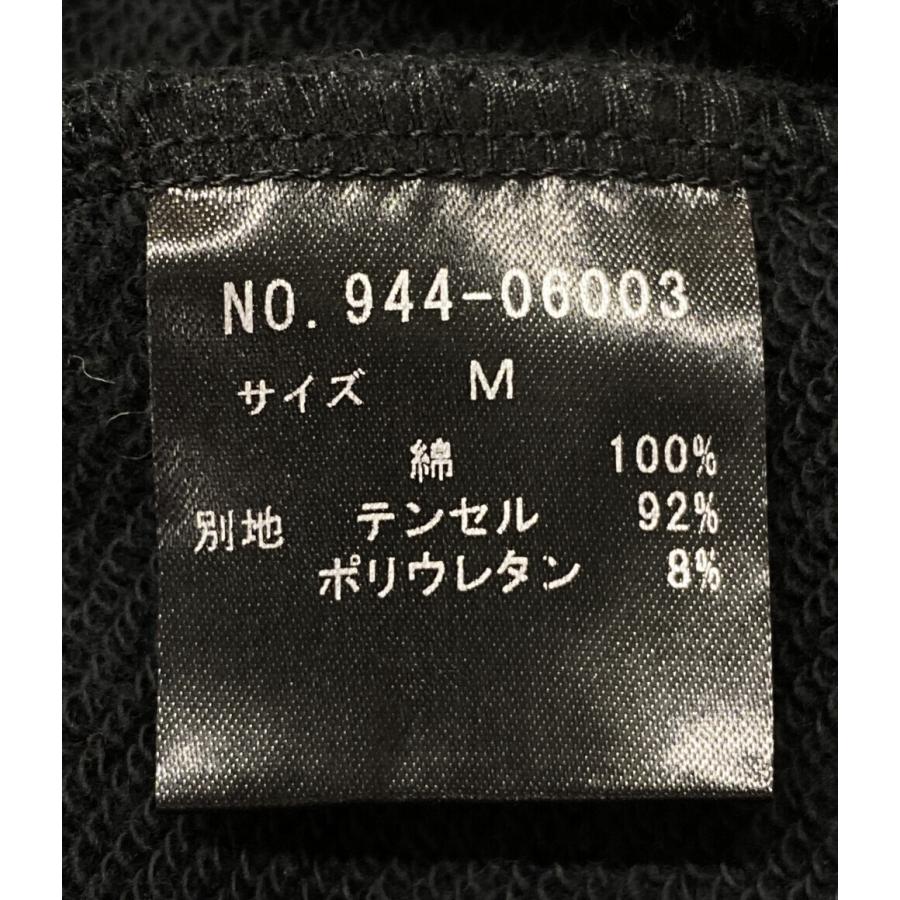 NO. 944-06003
サイズ M
綿 100%
別地 テンセル 92%
ポリウレタン 8%